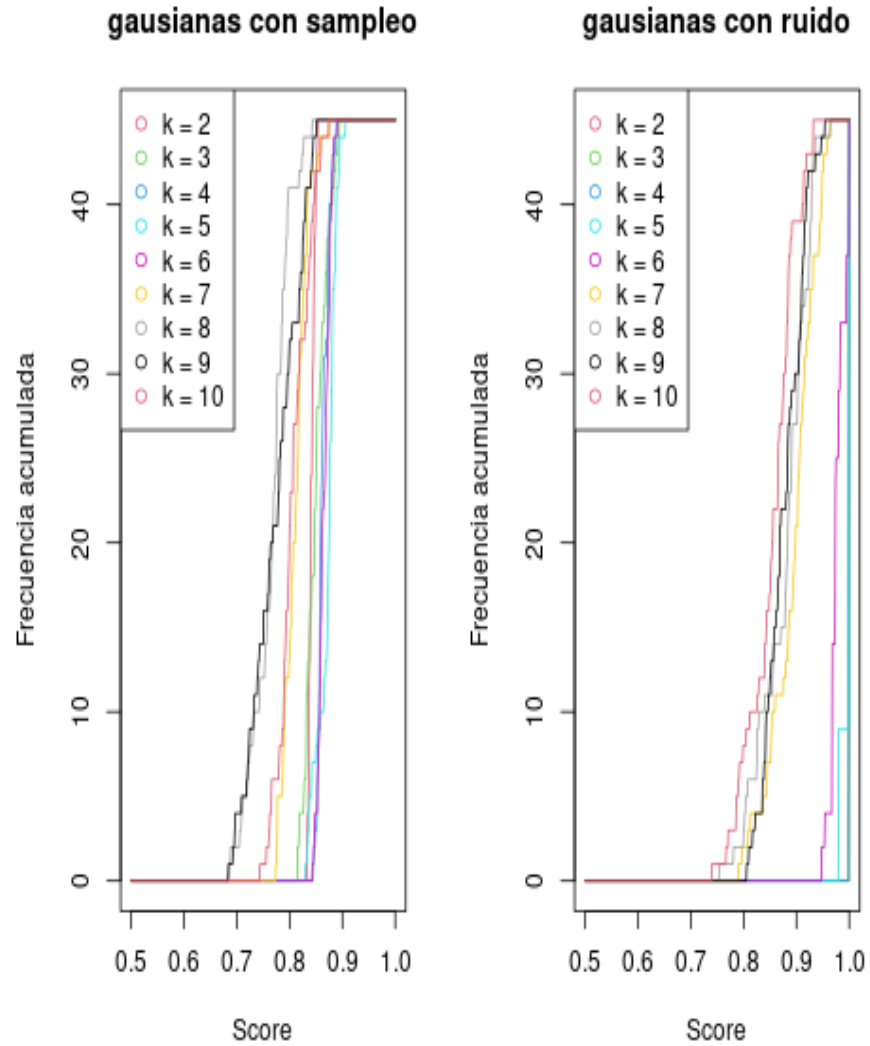 gausianas con sampleo
k = 2
k = 3
k = 4
k = 5
k = 6
k = 7
k = 8
k = 9
k = 10
Frecuencia acumulada
0
10
20
30
40
0.5 0.6 0.7 0.8 0.9 1.0
Score
gausianas con ruido
k = 2
k = 3
k = 4
k = 5
k = 6
k = 7
k = 8
k = 9
k = 10
Frecuencia acumulada
0
10
20
30
40
0.5 0.6 0.7 0.8 0.9 1.0
Score